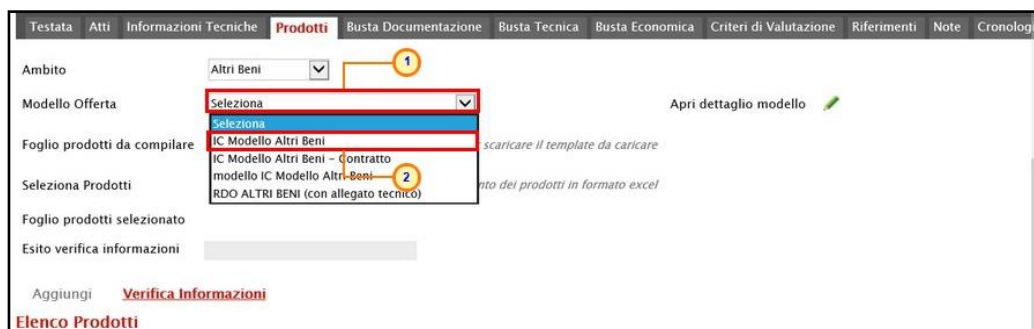 Testata Atti Informazioni Tecniche Prodotti Busta Documentazione Busta Tecnica Busta Economica Criteri di Valutazione Riferimenti Note Cronolog
Ambito Altri Beni 1
Modello Offerta Seleziona Apri dettaglio modello
Seleziona
Foglio prodotti da compilare IC Modello Altri Beni scaricare il template da caricare
IC Modello Altri Beni - Contratto
Seleziona Prodotti modello IC Modello Altri Beni 2 dei prodotti in formato excel
RDO ALTRI BENI (con allegato tecnico)
Foglio prodotti selezionato
Esito verifica informazioni
Aggiungi Verifica Informazioni
Elenco Prodotti